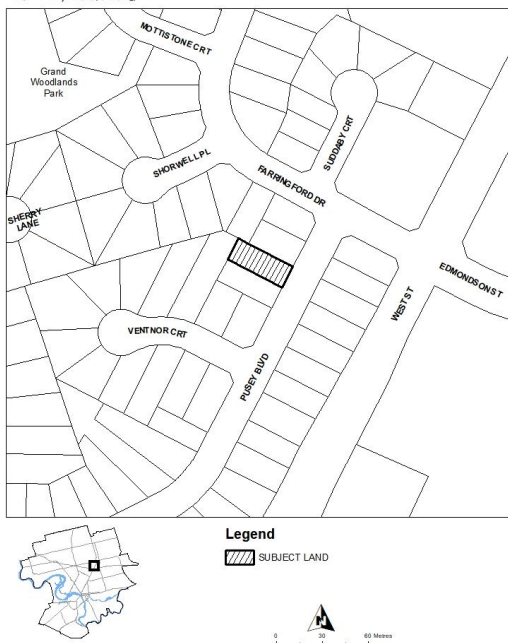 MOTTISTONE CRT
Grand
Woodlands
Park
SUDDABY CRT
SHORWELL PL
FARRINGFORD DR
SHERRY
LANE
EDMONDSON ST
WEST ST
VENTNOR CRT
PUSEY BLVD
Legend
SUBJECT LAND
N
0 30 60 Metres